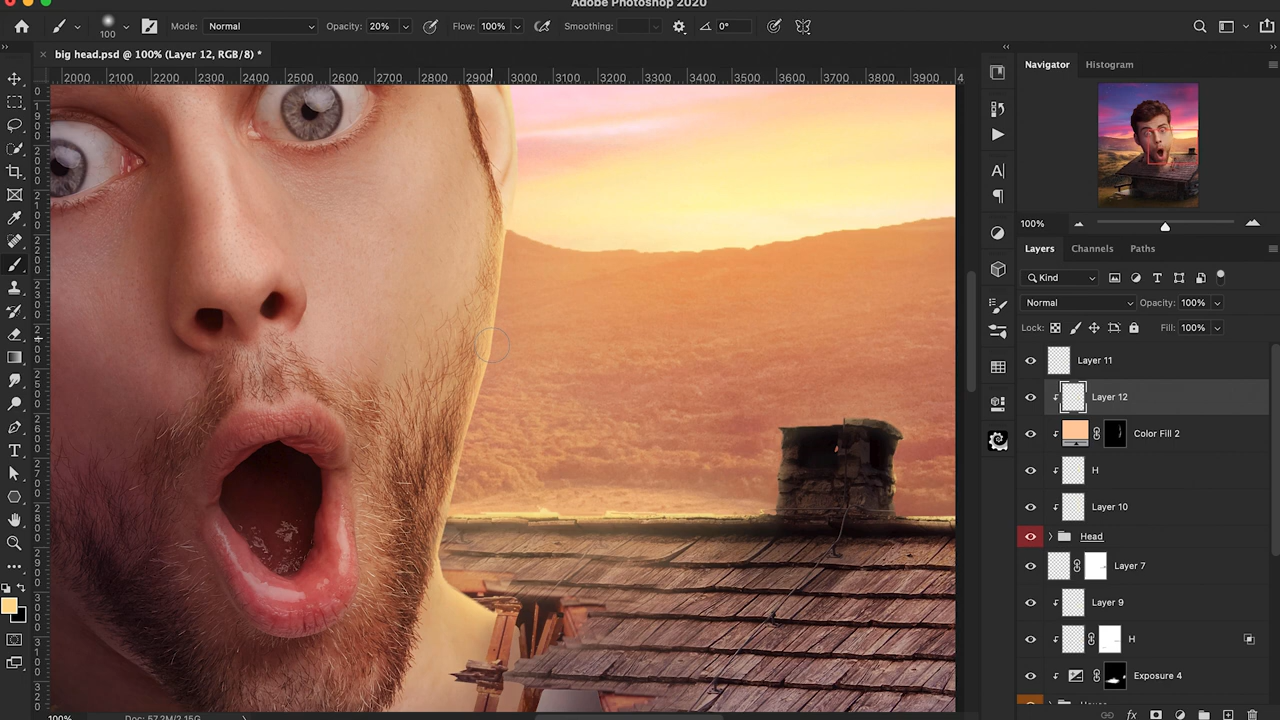 Adobe Photoshop 2020
100 Mode: Normal Opacity: 20% Flow: 100% Smoothing: 0°
big head.psd @ 100% (Layer 12, RGB/8) *
2000 2100 2200 2300 2400 2500 2600 2700 2800 2900 3000 3100 3200 3300 3400 3500 3600 3700 3800 3900 4
Navigator Histogram
100%
Layers Channels Paths
Kind
Normal Opacity: 100%
Lock: Fill: 100%
Layer 11
Layer 12
Color Fill 2
H
Layer 10
Head
Layer 7
Layer 9
H
Exposure 4
100% Doc: 57.2M/2.15G